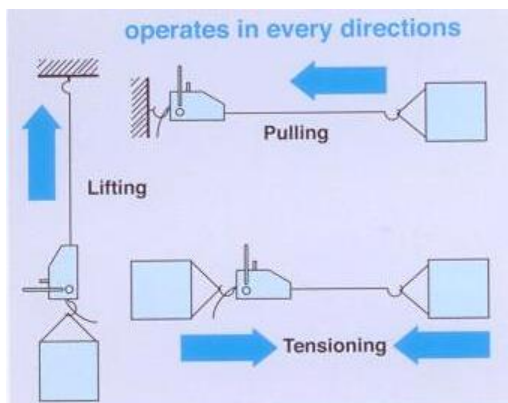 operates in every directions
Pulling
Lifting
Tensioning